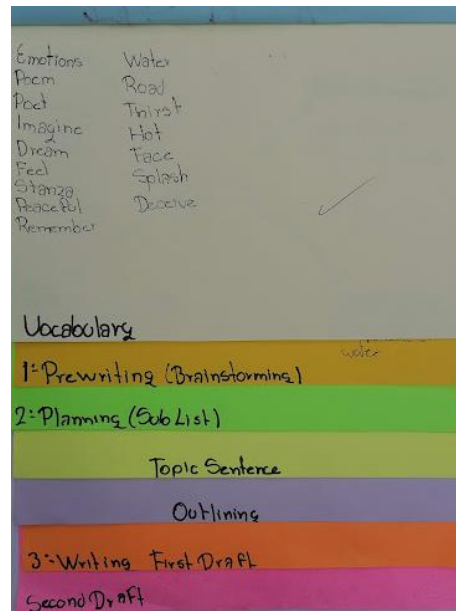 Emotions
Poem
Poet
Imagine
Dream
Feel
Stanza
Peaceful
Remember
Water
Road
Thirst
Hot
Face
Splash
Deceive
Vocabulary
water
1:-Prewriting (Brainstorming)
2:-Planning (Sub List)
Topic Sentence
Outlining
3:-Writing First Draft
Second Draft